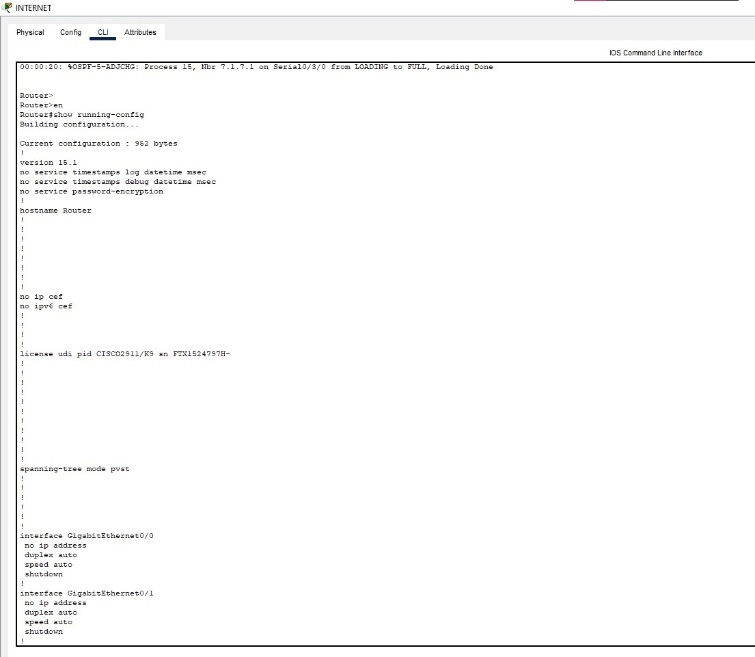 INTERNET
Physical Config CLI Attributes
IOS Command Line Interface
00:00:20: %OSPF-5-ADJCHG: Process 15, Nbr 7.1.7.1 on Serial0/3/0 from LOADING to FULL, Loading Done
Router>
Router>en
Router#show running-config
Building configuration...
Current configuration : 962 bytes
!
version 15.1
no service timestamps log datetime msec
no service timestamps debug datetime msec
no service password-encryption
!
hostname Router
!
!
!
!
!
!
!
!
no ip cef
no ipv6 cef
!
!
!
!
license udi pid CISCO2911/K9 sn FTX1524797H-
!
!
!
!
!
!
!
!
!
!
!
spanning-tree mode pvst
!
!
!
!
!
!
interface GigabitEthernet0/0
no ip address
duplex auto
speed auto
shutdown
!
interface GigabitEthernet0/1
no ip address
duplex auto
speed auto
shutdown
!